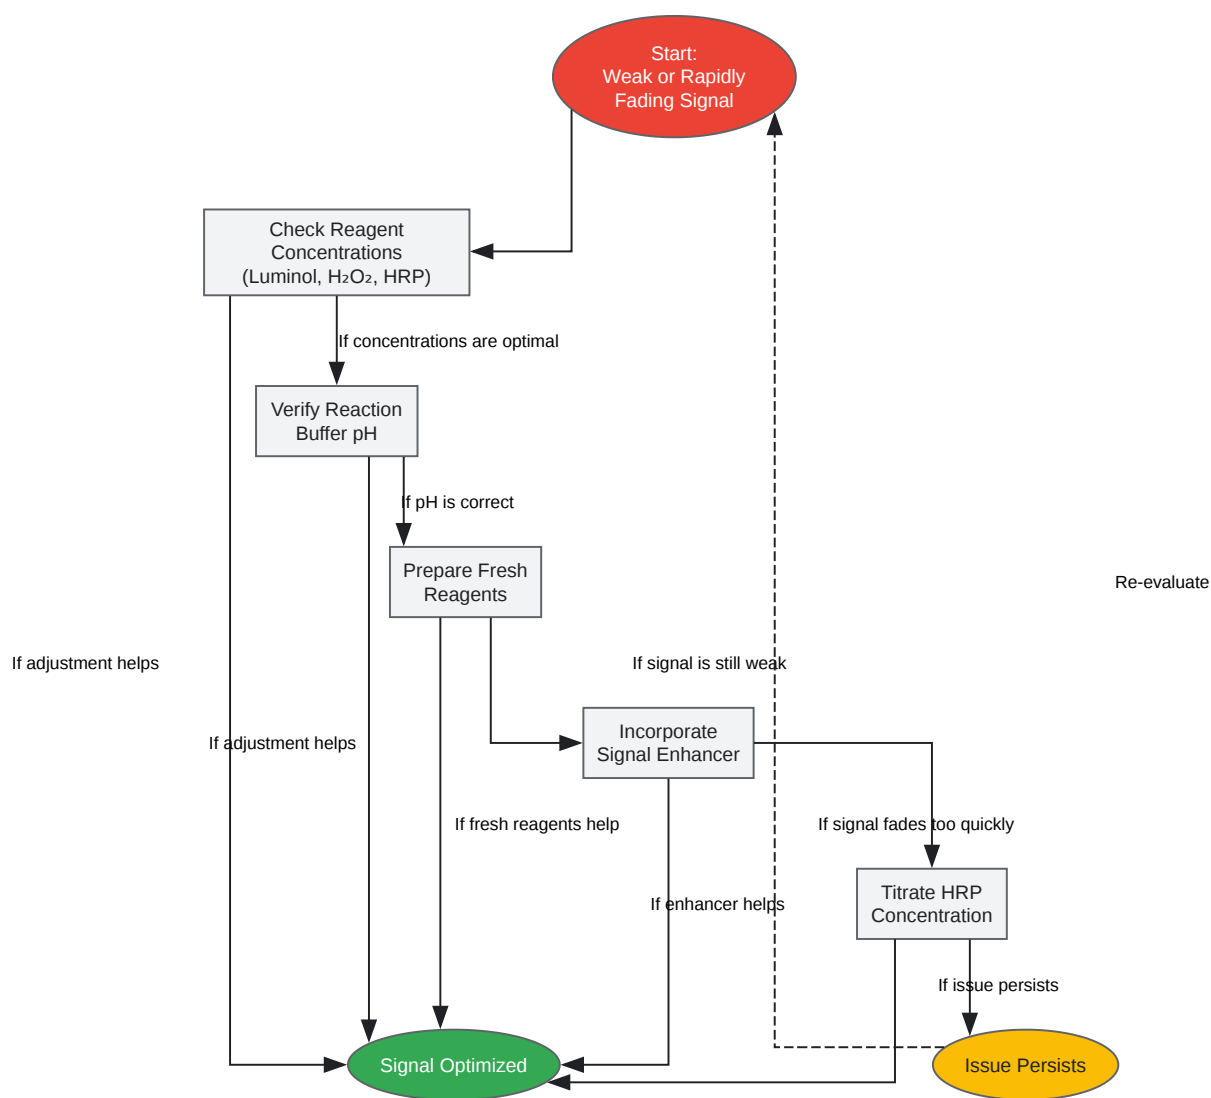 Start:
Weak or Rapidly
Fading Signal
Check Reagent
Concentrations
(Luminol, H₂O₂, HRP)
If concentrations are optimal
Verify Reaction
Buffer pH
If pH is correct
Prepare Fresh
Reagents
Re-evaluate
If adjustment helps
If signal is still weak
Incorporate
Signal Enhancer
If adjustment helps
If fresh reagents help
If signal fades too quickly
Titrate HRP
Concentration
If enhancer helps
If issue persists
Signal Optimized
Issue Persists